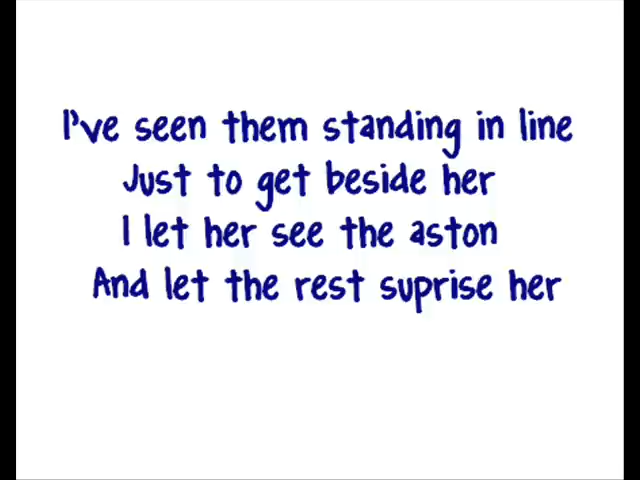 I've seen them standing in line
Just to get beside her
I let her see the aston
And let the rest suprise her